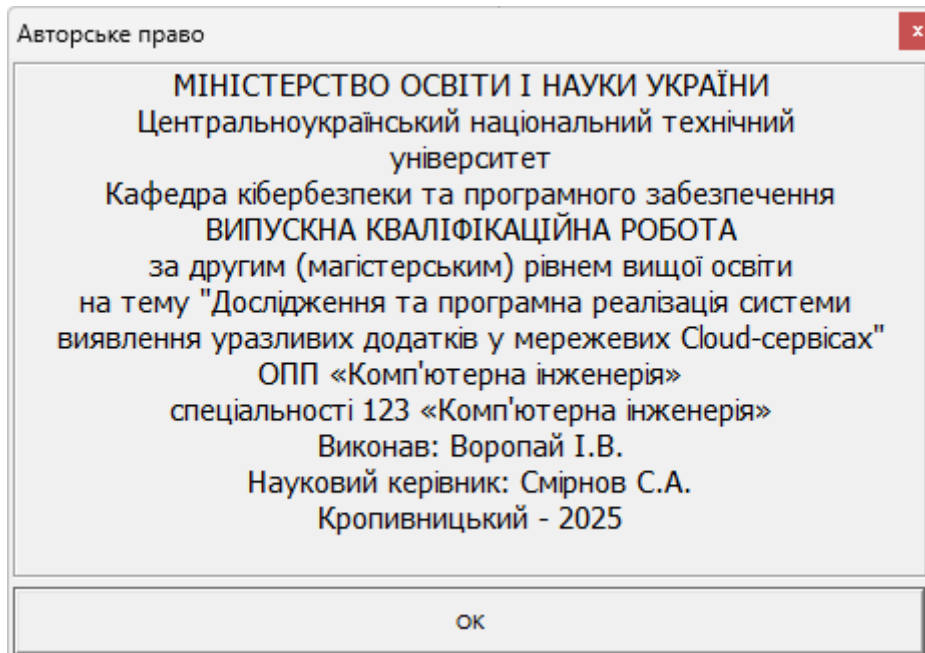 Авторське право
x
МІНІСТЕРСТВО ОСВІТИ І НАУКИ УКРАЇНИ
Центральноукраїнський національний технічний
університет
Кафедра кібербезпеки та програмного забезпечення
ВИПУСКНА КВАЛІФІКАЦІЙНА РОБОТА
за другим (магістерським) рівнем вищої освіти
на тему "Дослідження та програмна реалізація системи
виявлення уразливих додатків у мережевих Cloud-сервісах"
ОПП «Комп'ютерна інженерія»
спеціальності 123 «Комп'ютерна інженерія»
Виконав: Воропай І.В.
Науковий керівник: Смірнов С.А.
Кропивницький - 2025
ОК